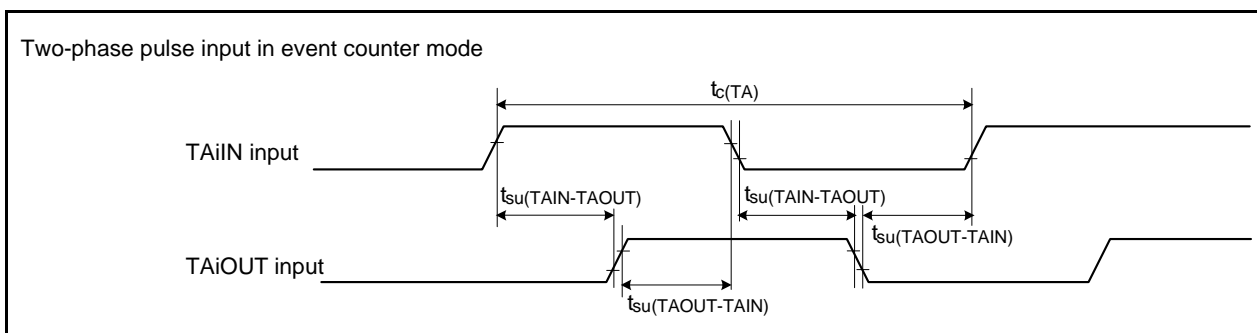 Two-phase pulse input in event counter mode
tc(TA)
TAiIN input
tsu(TAIN-TAOUT)
tsu(TAIN-TAOUT)
tsu(TAOUT-TAIN)
TAiOUT input
tsu(TAOUT-TAIN)